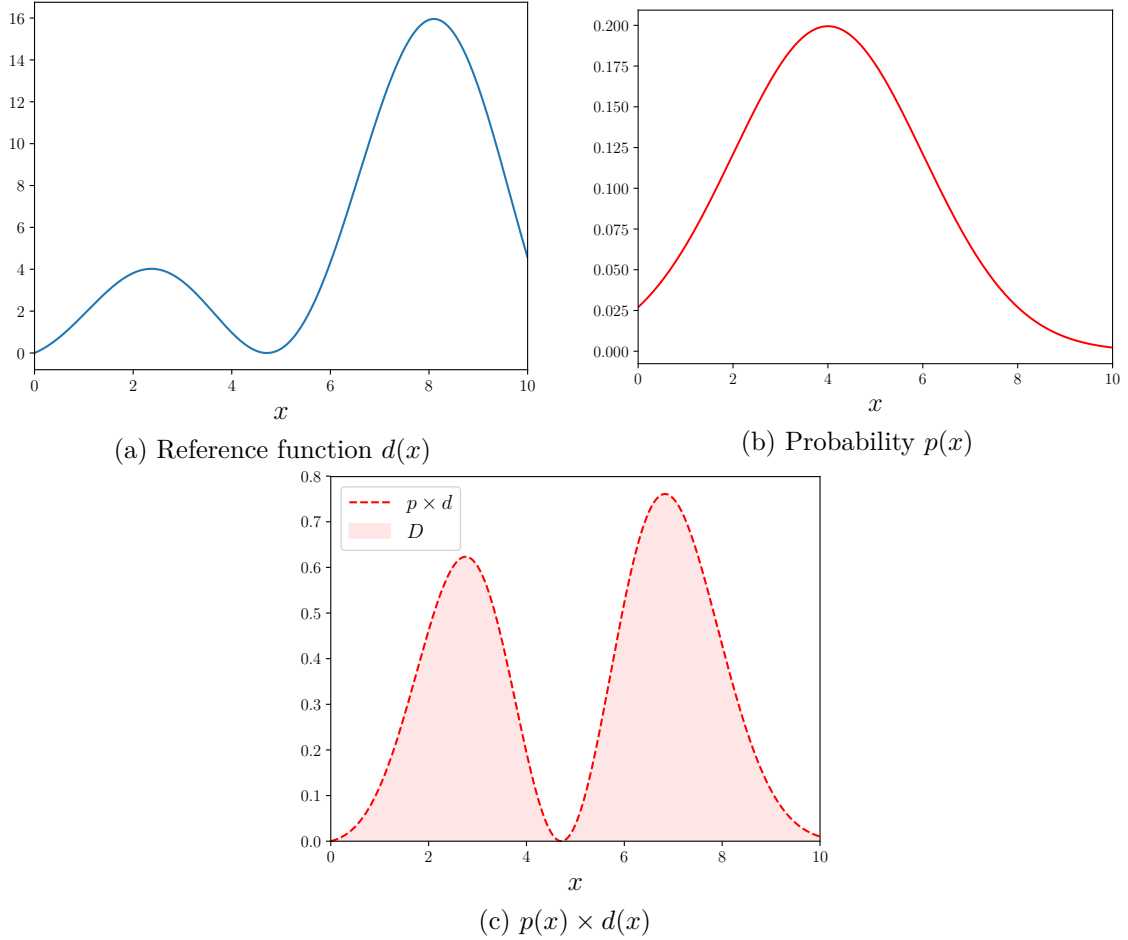 16
14
12
10
8
6
4
2
0
0 2 4 6 8 10
x
(a) Reference function d(x)
0.200
0.175
0.150
0.125
0.100
0.075
0.050
0.025
0.000
0 2 4 6 8 10
x
(b) Probability p(x)
0.8
0.7
0.6
0.5
0.4
0.3
0.2
0.1
0.0
p × d
D
0 2 4 6 8 10
x
(c) p(x) × d(x)